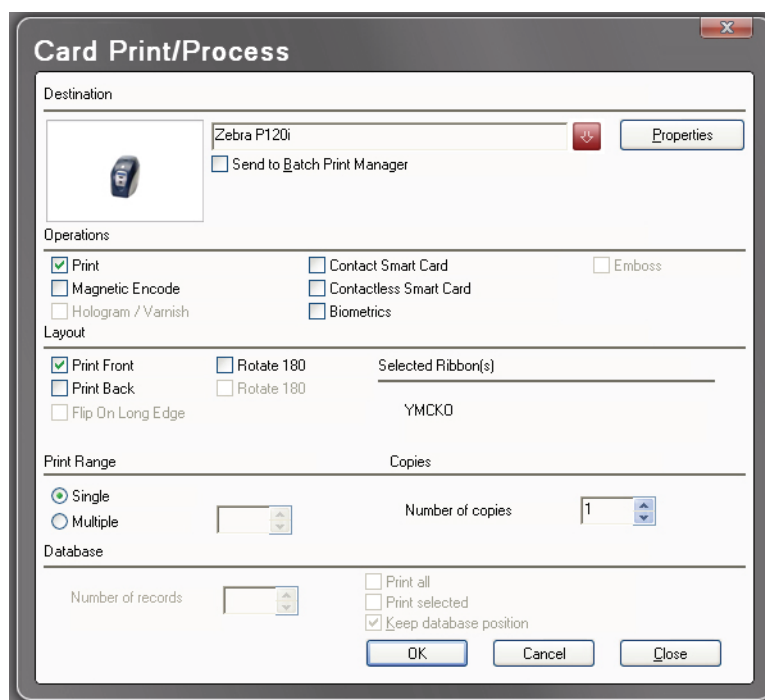 Card Print/Process
Destination
Zebra P120i
Properties
Send to Batch Print Manager
Operations
Print Contact Smart Card Emboss
Magnetic Encode Contactless Smart Card
Hologram / Varnish Biometrics
Layout
Print Front Rotate 180 Selected Ribbon(s)
Print Back Rotate 180
Flip On Long Edge YMCKO
Print Range Copies
Single
Multiple Number of copies 1
Database
Number of records Print all
Print selected
Keep database position
OK Cancel Close